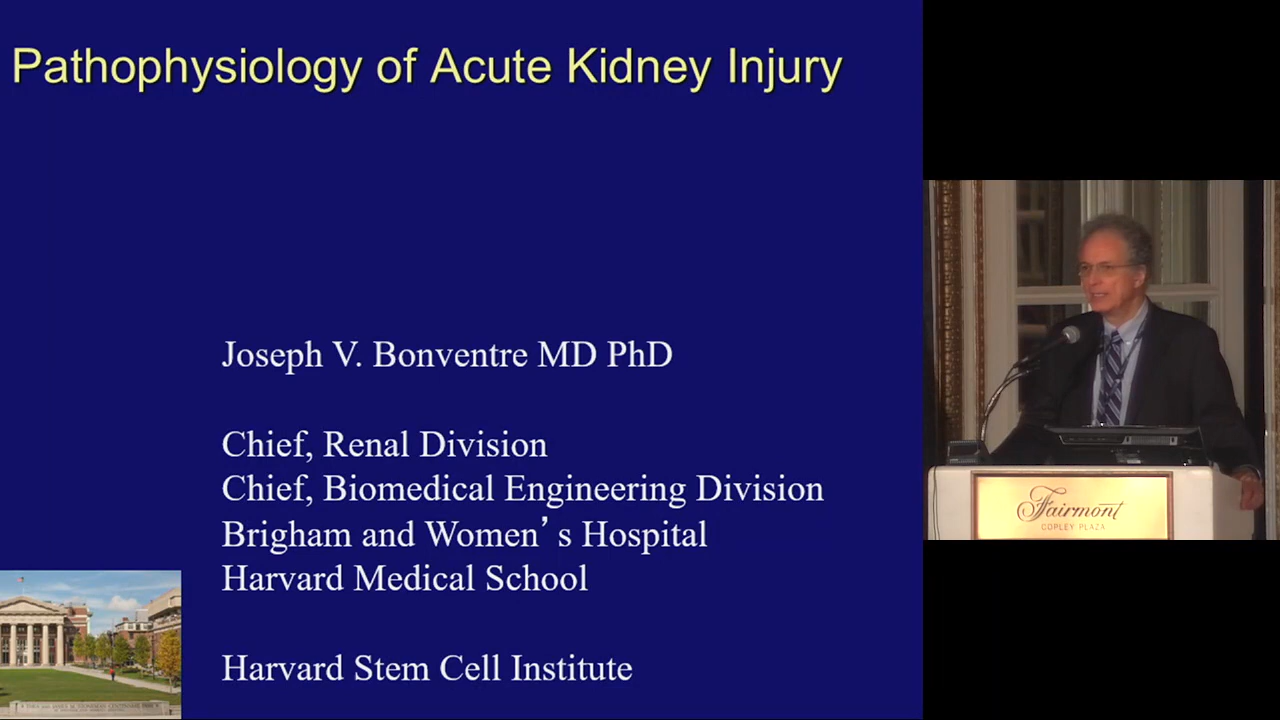 Pathophysiology of Acute Kidney Injury
Joseph V. Bonventre MD PhD
Chief, Renal Division
Chief, Biomedical Engineering Division
Brigham and Women’s Hospital
Harvard Medical School
Harvard Stem Cell Institute
Fairmont
COPLEY PLAZA